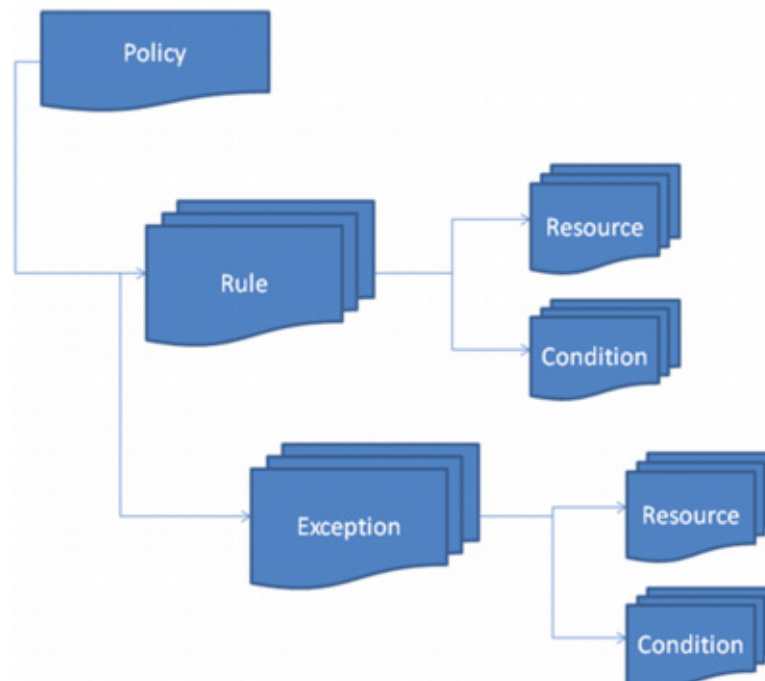 Policy
Resource
Rule
Condition
Exception
Resource
Condition